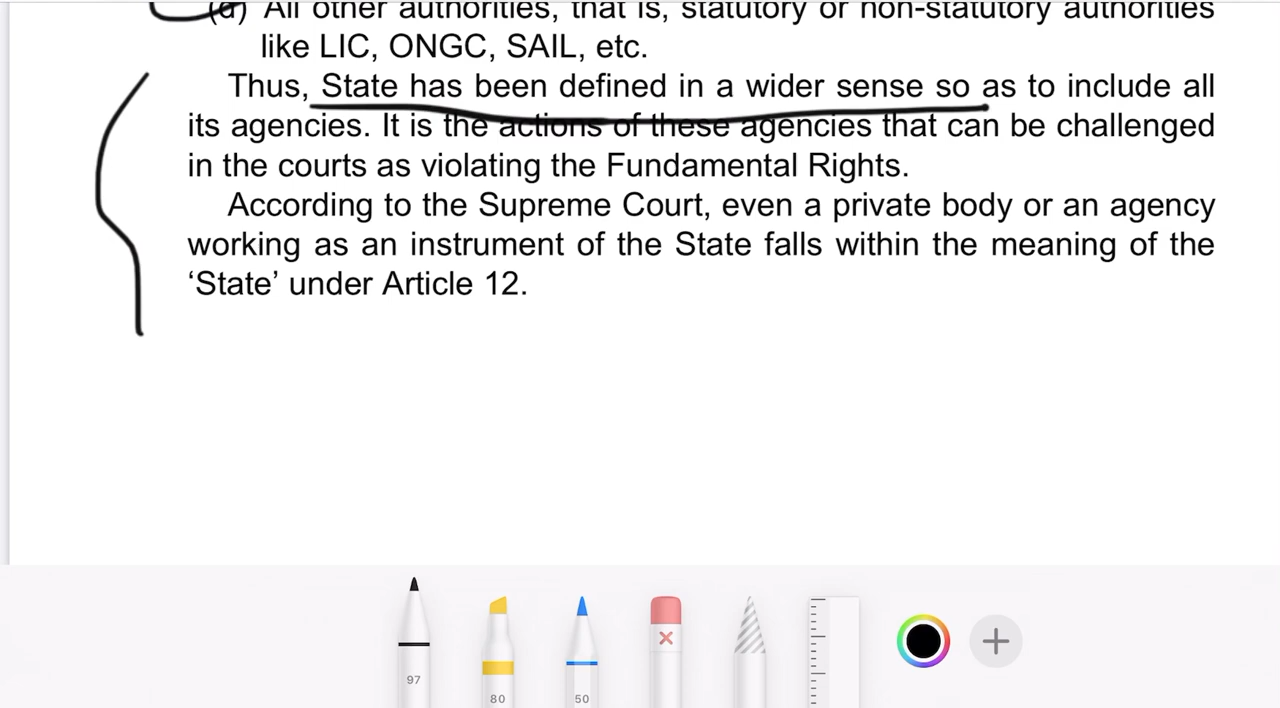 (d) All other authorities, that is, statutory or non-statutory authorities
like LIC, ONGC, SAIL, etc.
Thus, State has been defined in a wider sense so as to include all
its agencies. It is the actions of these agencies that can be challenged
in the courts as violating the Fundamental Rights.
According to the Supreme Court, even a private body or an agency
working as an instrument of the State falls within the meaning of the
‘State’ under Article 12.
97
80
50